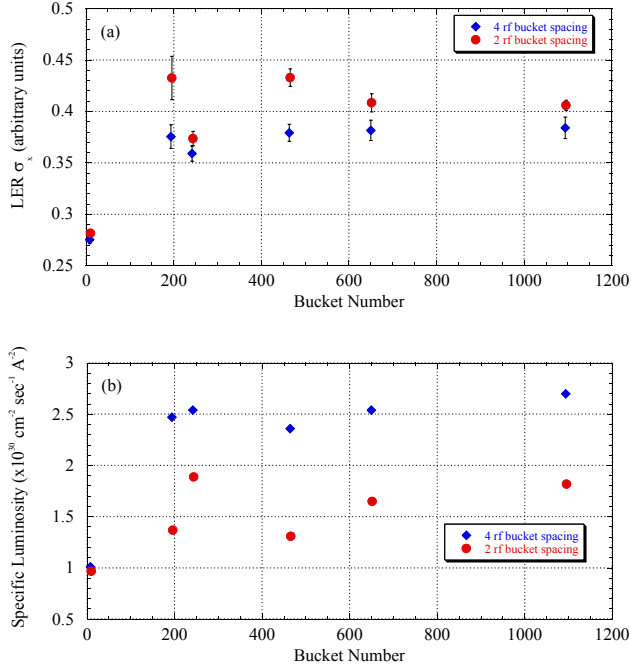 (a)
4 rf bucket spacing
2 rf bucket spacing
LER σx (arbitrary units)
0.5
0.45
0.4
0.35
0.3
0.25
0 200 400 600 800 1000 1200
Bucket Number
(b)
Specific Luminosity (x10^30 cm^-2 sec^-1 A^-2)
3
2.5
2
1.5
1
0.5
4 rf bucket spacing
2 rf bucket spacing
0 200 400 600 800 1000 1200
Bucket Number